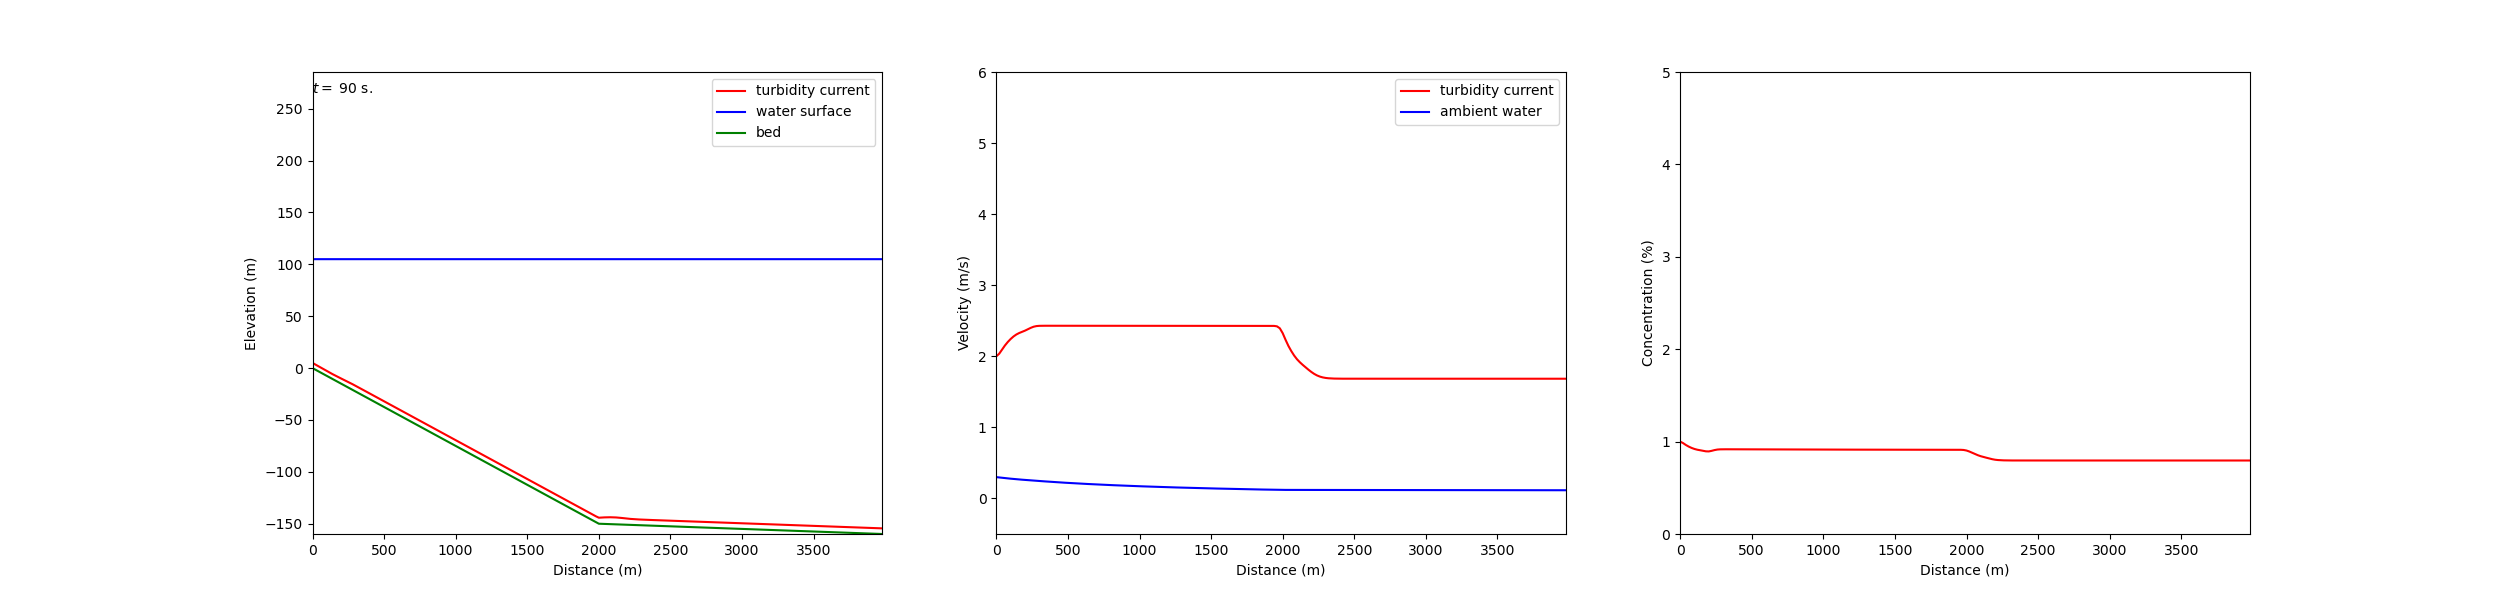 t = 90 s.
turbidity current
water surface
bed
250
200
150
100
50
0
−50
−100
−150
Elevation (m)
0 500 1000 1500 2000 2500 3000 3500
Distance (m)
turbidity current
ambient water
6
5
4
3
2
1
0
Velocity (m/s)
0 500 1000 1500 2000 2500 3000 3500
Distance (m)
5
4
3
2
1
0
Concentration (%)
0 500 1000 1500 2000 2500 3000 3500
Distance (m)